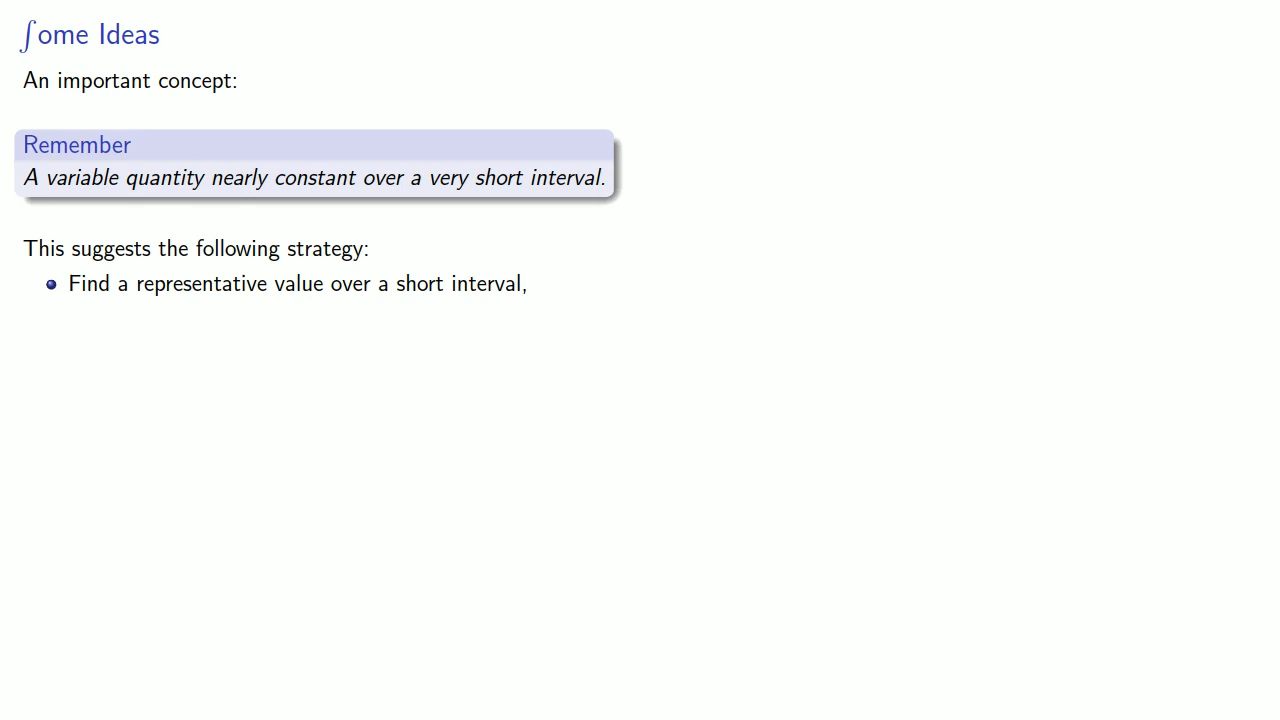 ∫ome Ideas
An important concept:
Remember
A variable quantity nearly constant over a very short interval.
This suggests the following strategy:
Find a representative value over a short interval,